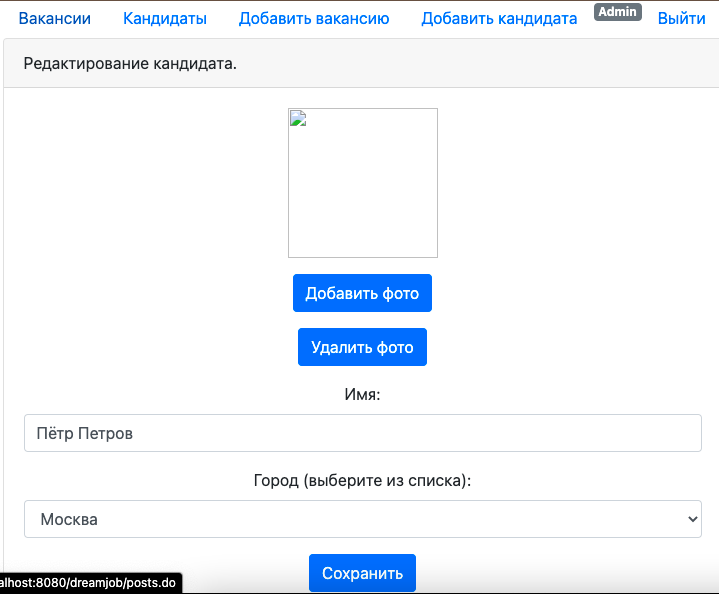 Вакансии Кандидаты Добавить вакансию Добавить кандидата Admin Выйти
Редактирование кандидата.
Добавить фото
Удалить фото
Имя:
Пётр Петров
Город (выберите из списка):
Москва
Сохранить
alhost:8080/dreamjob/posts.do